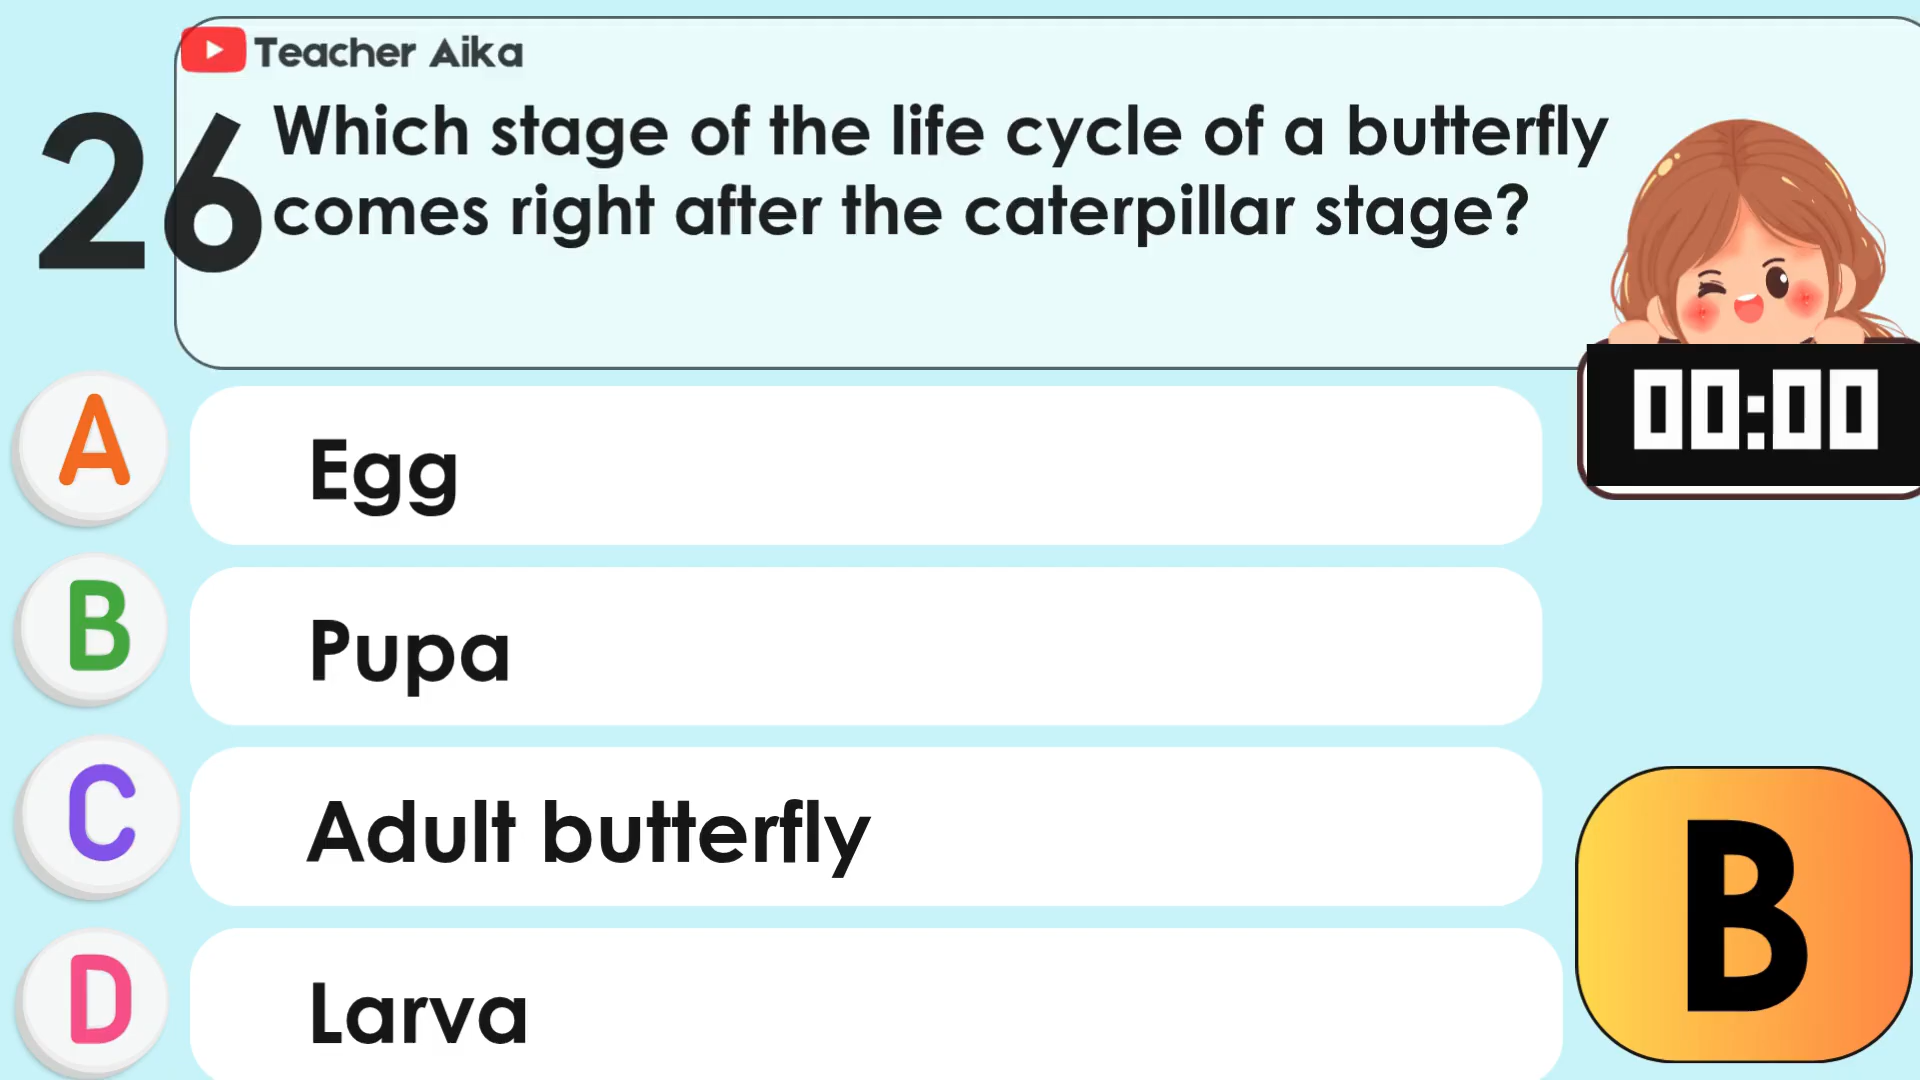 Teacher Aika
26
Which stage of the life cycle of a butterfly
comes right after the caterpillar stage?
00:00
A
Egg
B
Pupa
C
Adult butterfly
D
Larva
B